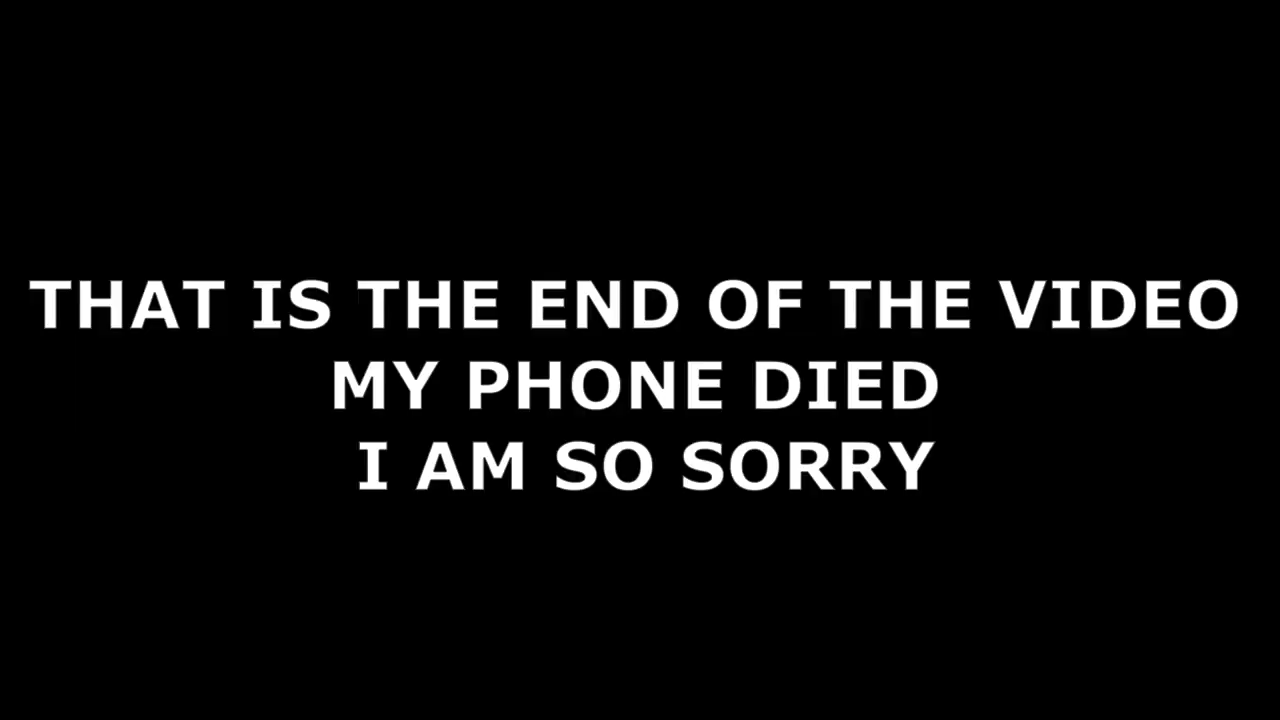 THAT IS THE END OF THE VIDEO
MY PHONE DIED
I AM SO SORRY